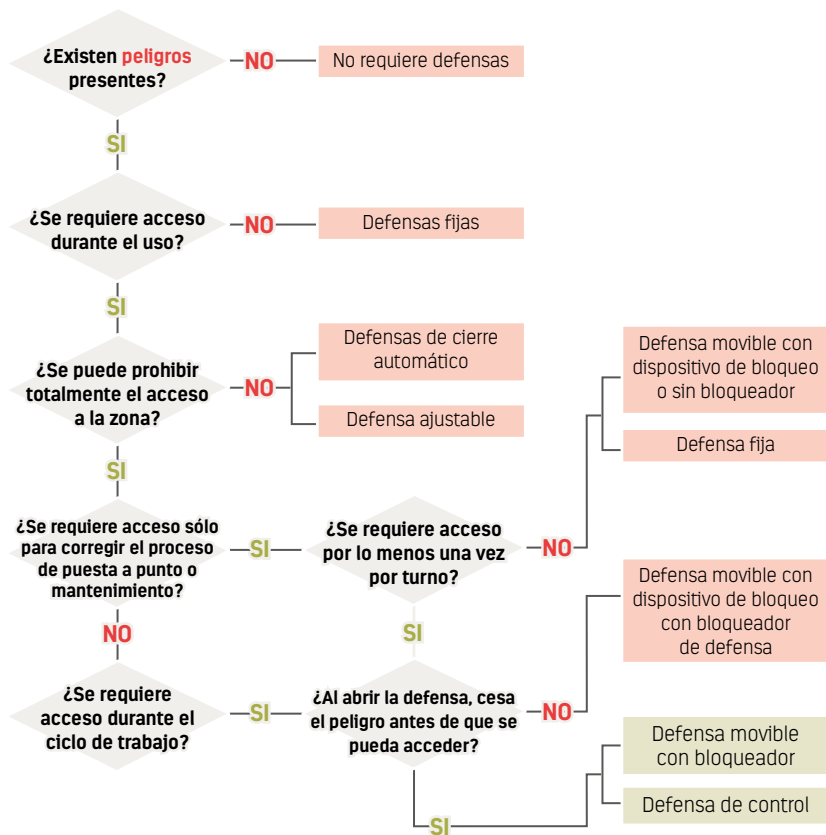 ¿Existen peligros
presentes?
NO
No requiere defensas
SI
¿Se requiere acceso
durante el uso?
NO
Defensas fijas
SI
¿Se puede prohibir
totalmente el acceso
a la zona?
NO
Defensas de cierre
automático
Defensa ajustable
Defensa movible con
dispositivo de bloqueo
o sin bloqueador
Defensa fija
SI
¿Se requiere acceso sólo
para corregir el proceso
de puesta a punto o
mantenimiento?
SI
¿Se requiere acceso
por lo menos una vez
por turno?
NO
Defensa movible con
dispositivo de bloqueo
con bloqueador
de defensa
NO
SI
¿Se requiere
acceso durante el
ciclo de trabajo?
SI
¿Al abrir la defensa, cesa
el peligro antes de que se
pueda acceder?
NO
Defensa movible
con bloqueador
Defensa de control
SI